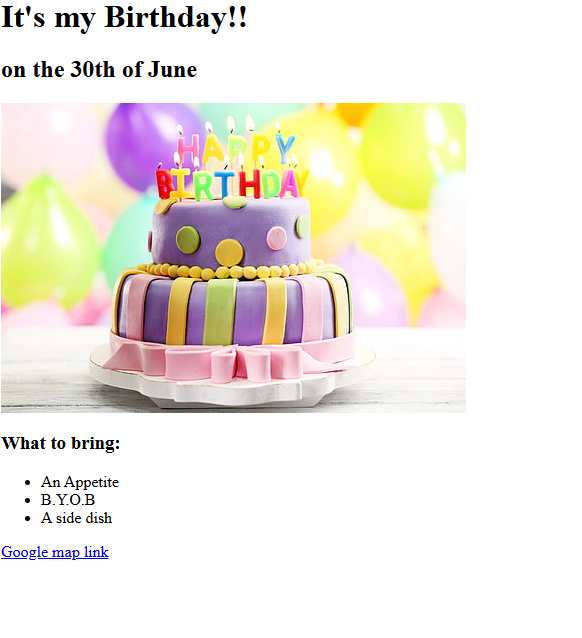 It's my Birthday!!
on the 30th of June
HAPPY
BIRTHDAY
What to bring:
An Appetite
B.Y.O.B
A side dish
Google map link